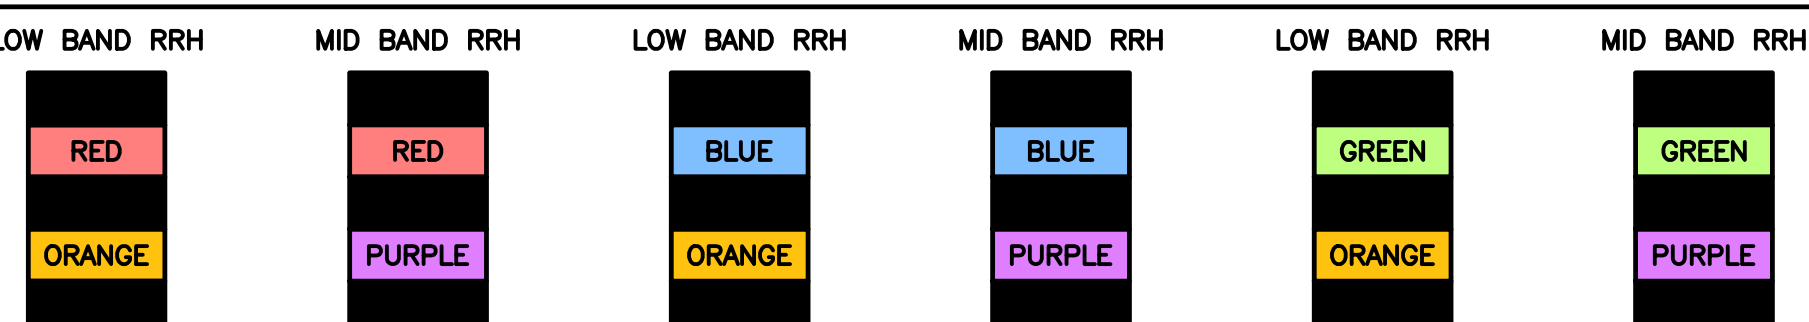 LOW BAND RRH MID BAND RRH LOW BAND RRH MID BAND RRH LOW BAND RRH MID BAND RRH
RED RED BLUE BLUE GREEN GREEN
ORANGE PURPLE ORANGE PURPLE ORANGE PURPLE